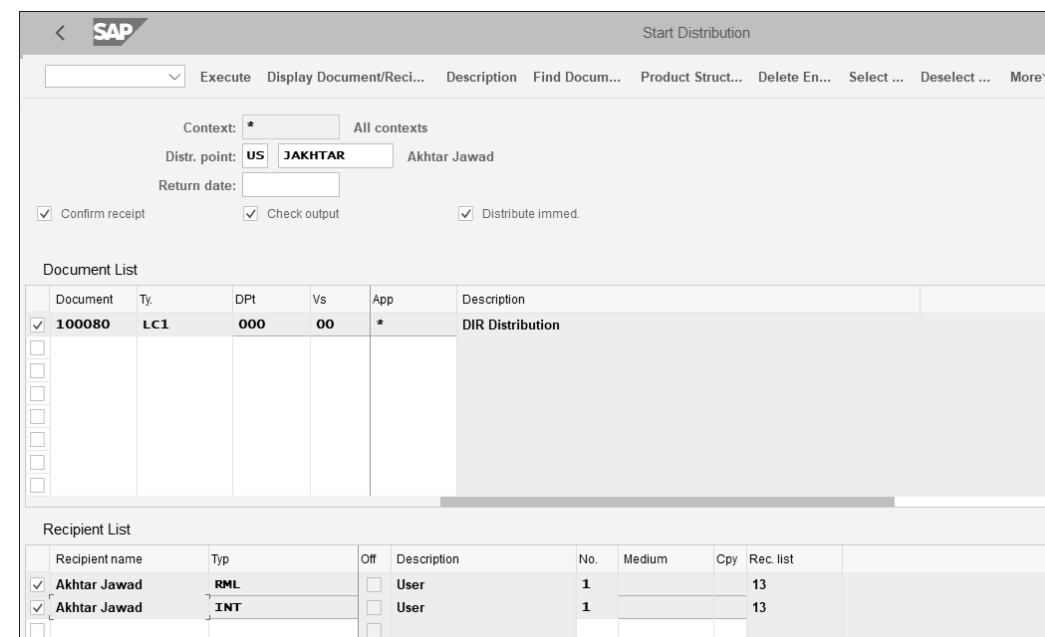 SAP Start Distribution
Execute Display Document/Reci... Description Find Docum... Product Struct... Delete En... Select ... Deselect ... More
Context: * All contexts
Distr. point: US JAKHTAR Akhtar Jawad
Return date:
Confirm receipt Check output Distribute immed.
Document List
Document Ty. DPt Vs App Description
100080 LC1 000 00 * DIR Distribution
Recipient List
Recipient name Typ Off Description No. Medium Cpy Rec. list
Akhtar Jawad RML User 1 13
Akhtar Jawad INT User 1 13